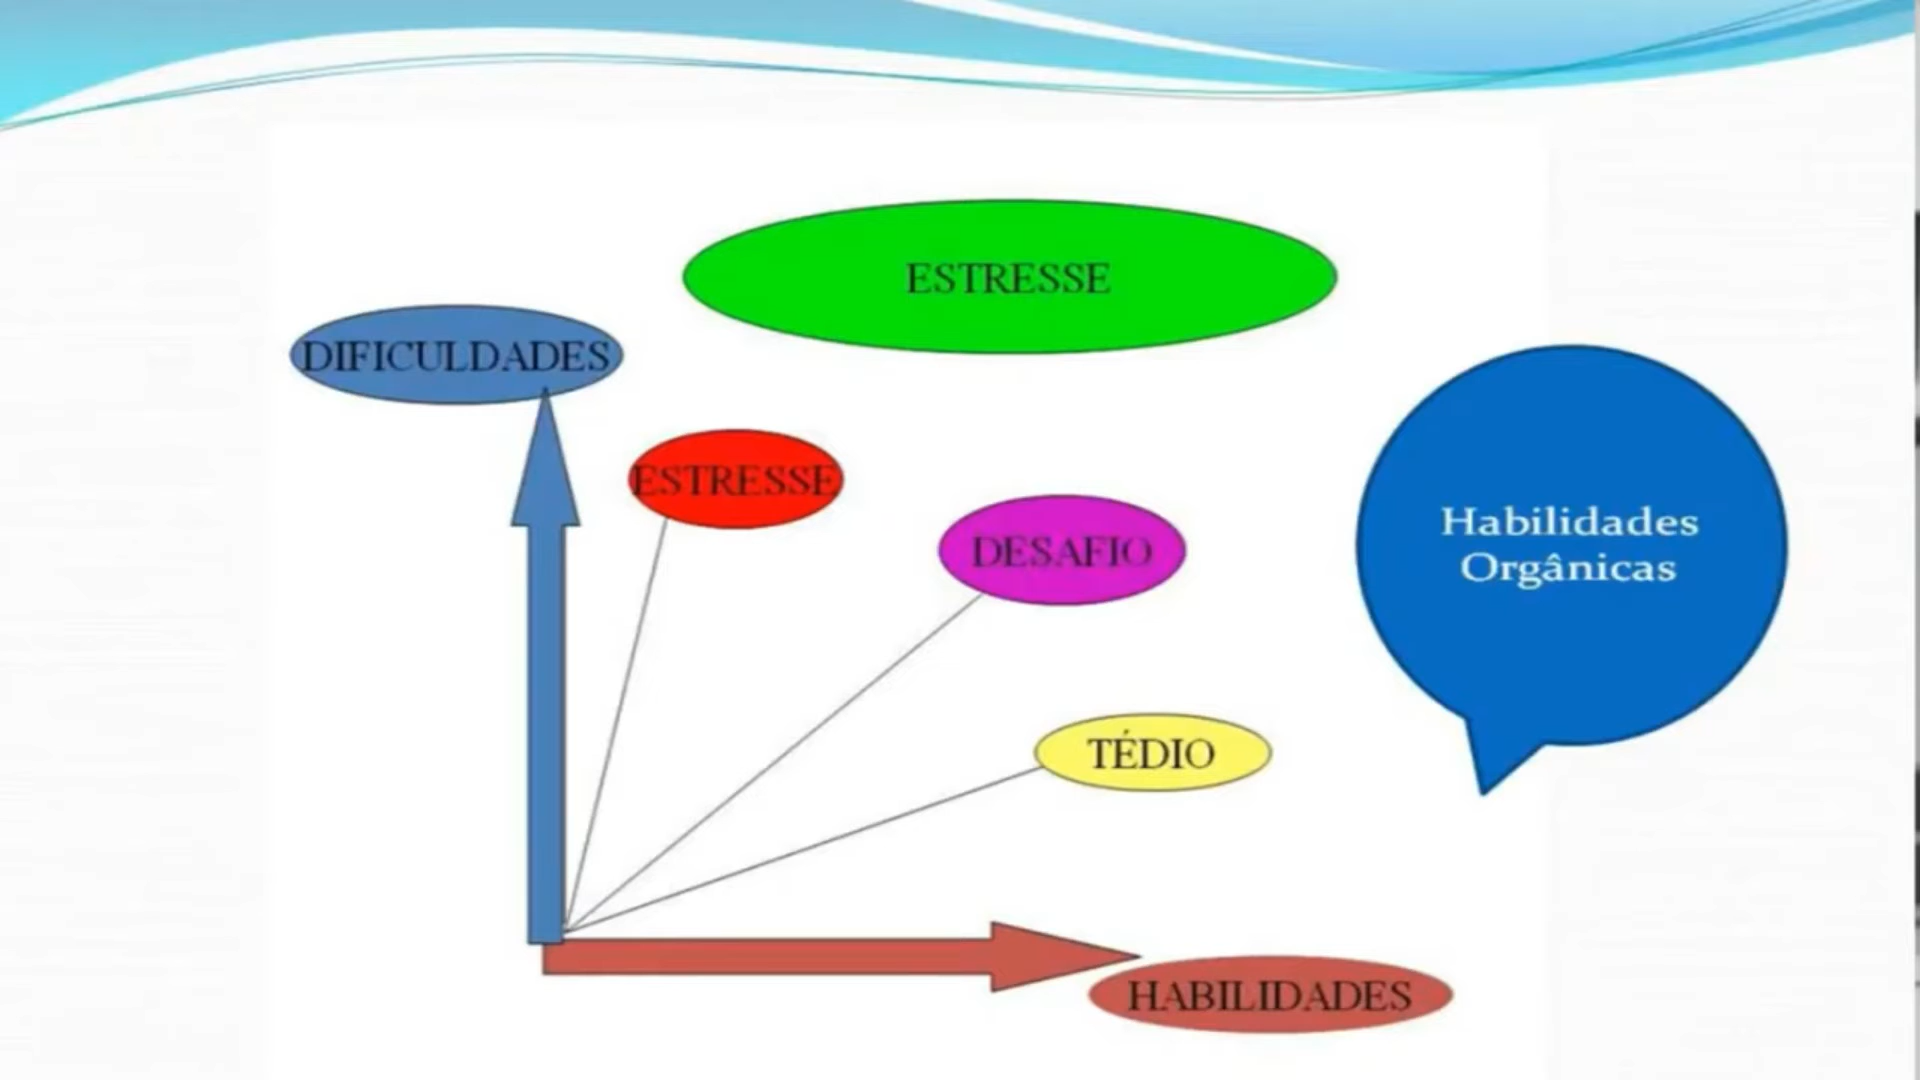 ESTRESSE
DIFICULDADES
ESTRESSE
DESAFIO
Habilidades
Orgânicas
TÉDIO
HABILIDADES